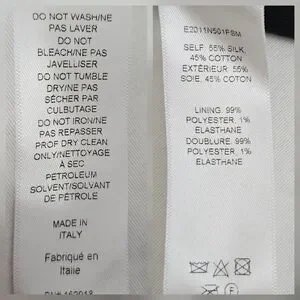 DO NOT WASH/NE
PAS LAVER
DO NOT
BLEACH/NE PAS
JAVELLISER
DO NOT TUMBLE
DRY/NE PAS
SÉCHER PAR
CULBUTAGE
DO NOT IRON/NE
PAS REPASSER
PROF DRY CLEAN
ONLY/NETTOYAGE
À SEC
PETROLEUM
SOLVENT/SOLVANT
DE PÉTROLE
MADE IN
ITALY
Fabriqué en
Italie
E2011N501FSM
SELF: 55% SILK,
45% COTTON
EXTÉRIEUR: 55%
SOIE, 45% COTON
LINING: 99%
POLYESTER, 1%
ELASTHANE
DOUBLURE: 99%
POLYESTER, 1%
ELASTHANE